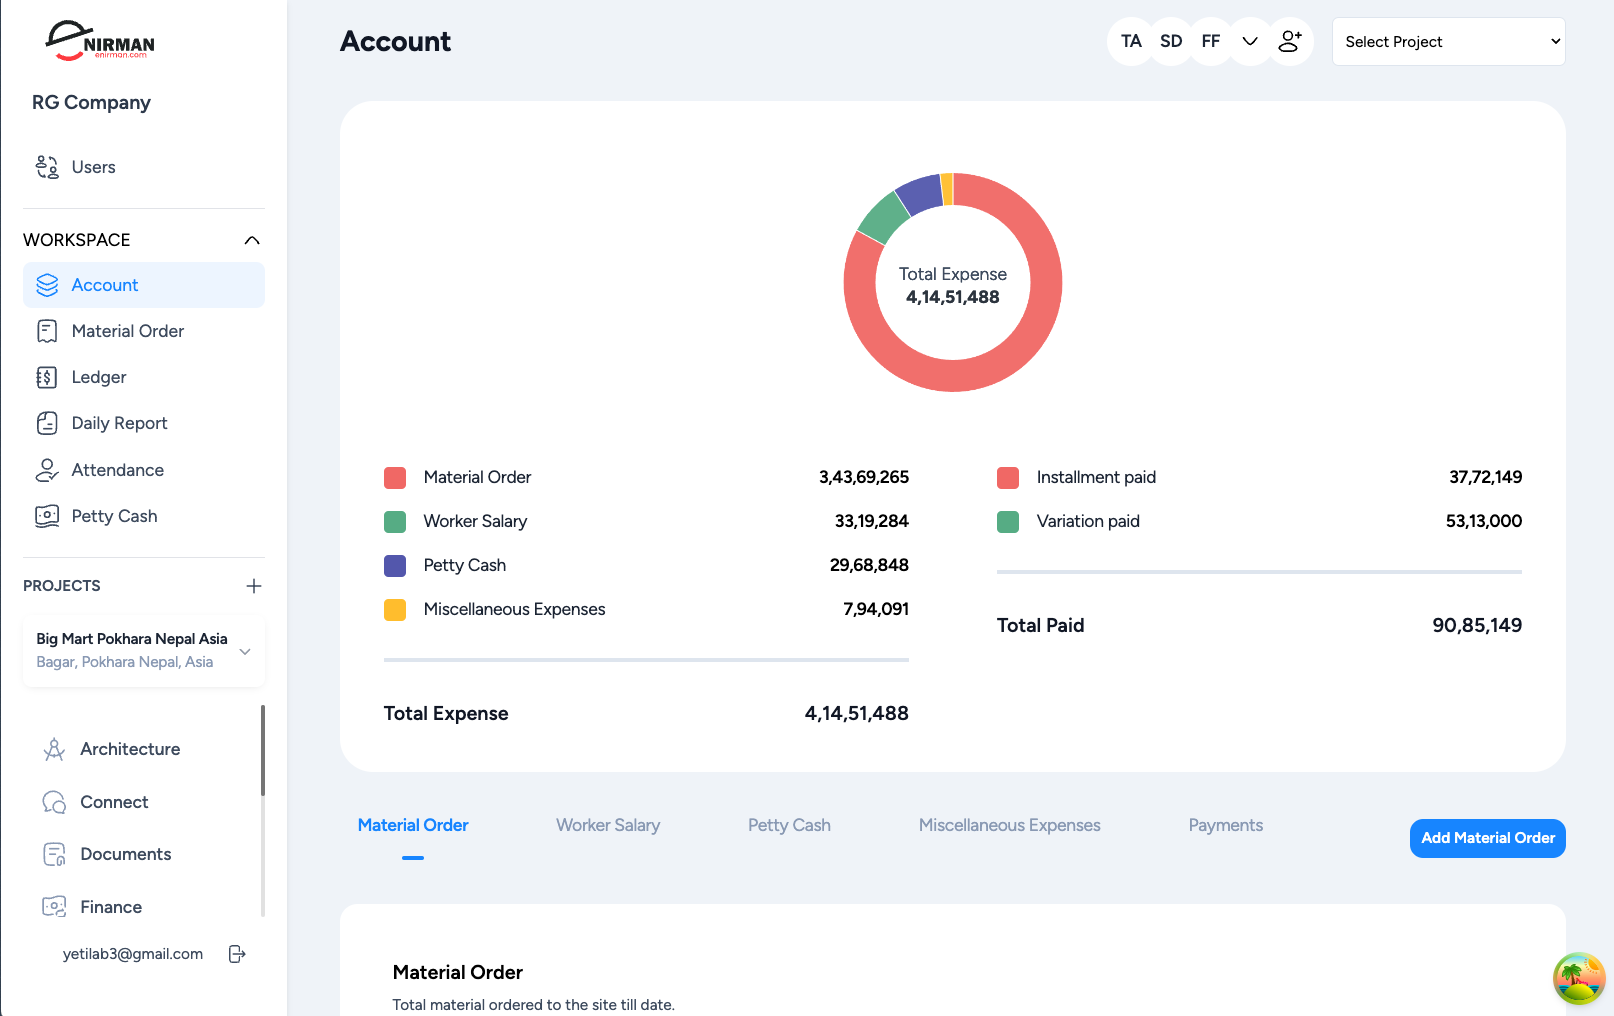 ENIRMAN
enirman.com
RG Company
Users
WORKSPACE
Account
Material Order
Ledger
Daily Report
Attendance
Petty Cash
PROJECTS
Big Mart Pokhara Nepal Asia
Bagar, Pokhara Nepal, Asia
Architecture
Connect
Documents
Finance
yetilab3@gmail.com
Account
TA SD FF
Select Project
Total Expense
4,14,51,488
Material Order 3,43,69,265
Worker Salary 33,19,284
Petty Cash 29,68,848
Miscellaneous Expenses 7,94,091
Total Expense 4,14,51,488
Installment paid 37,72,149
Variation paid 53,13,000
Total Paid 90,85,149
Material Order Worker Salary Petty Cash Miscellaneous Expenses Payments
Add Material Order
Material Order
Total material ordered to the site till date.